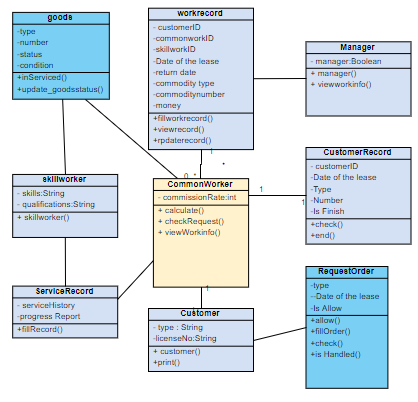 goods
-type
-number
-status
-condition
+inServiced()
+update_goodsstatus()
workrecord
- customerID
-commonworkID
-skillworkID
-Date of the lease
-return date
-commodity type
-commoditynumber
-money
+fillworkrecord()
+viewrecord()
+rpdaterecord()
Manager
- manager:Boolean
+ manager()
+ viewworkinfo()
1
*
0..*
skillworker
- skills:String
- qualifications:String
+ skillworker()
CommonWorker
- commissionRate:int
+ calculate()
+ checkRequest()
+ viewWorkinfo()
1
1
CustomerRecord
- customerID
-Date of the lease
-Type
-Number
-Is Finish
+check()
+end()
ServiceRecord
- serviceHistory
-progress Report
+fillRecord()
1
Customer
- type : String
-licenseNo:String
+ customer()
+print()
RequestOrder
-type
--Date of the lease
-Is Allow
+allow()
+fillOrder()
+check()
+is Handled()